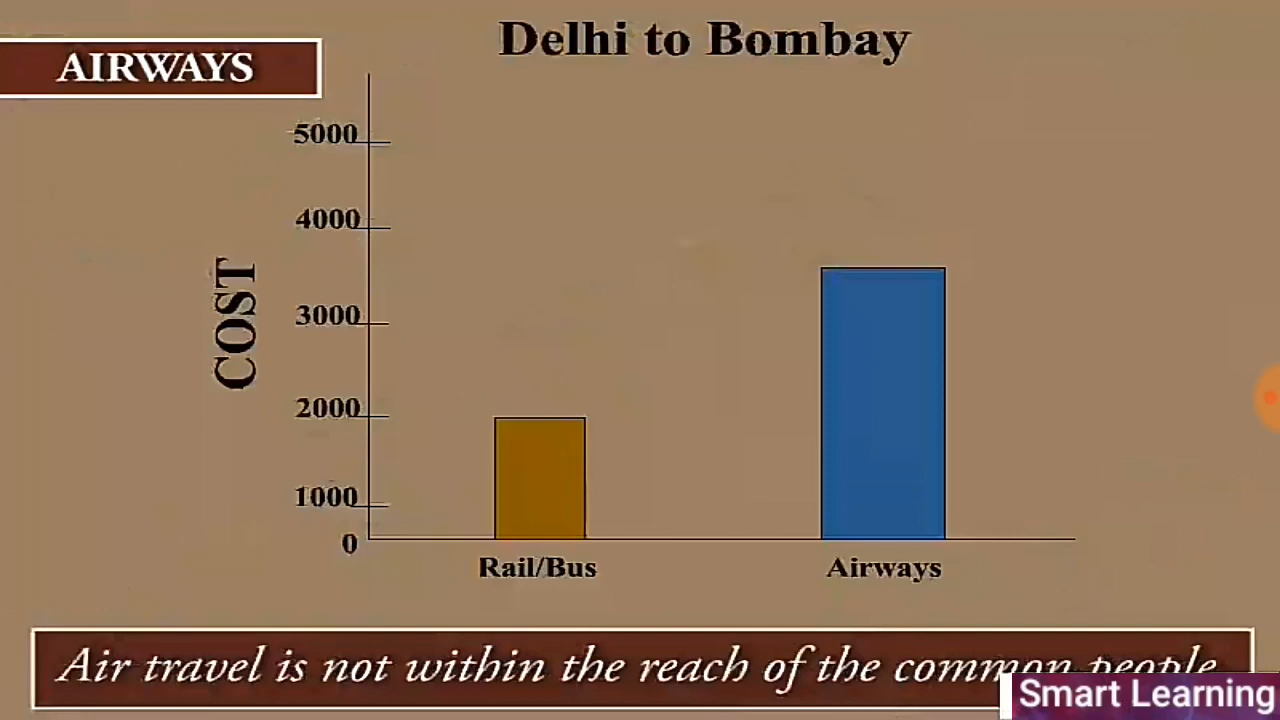 Delhi to Bombay
AIRWAYS
5000
4000
3000
2000
1000
0
COST
Rail/Bus
Airways
Air travel is not within the reach of the common people
Smart Learning